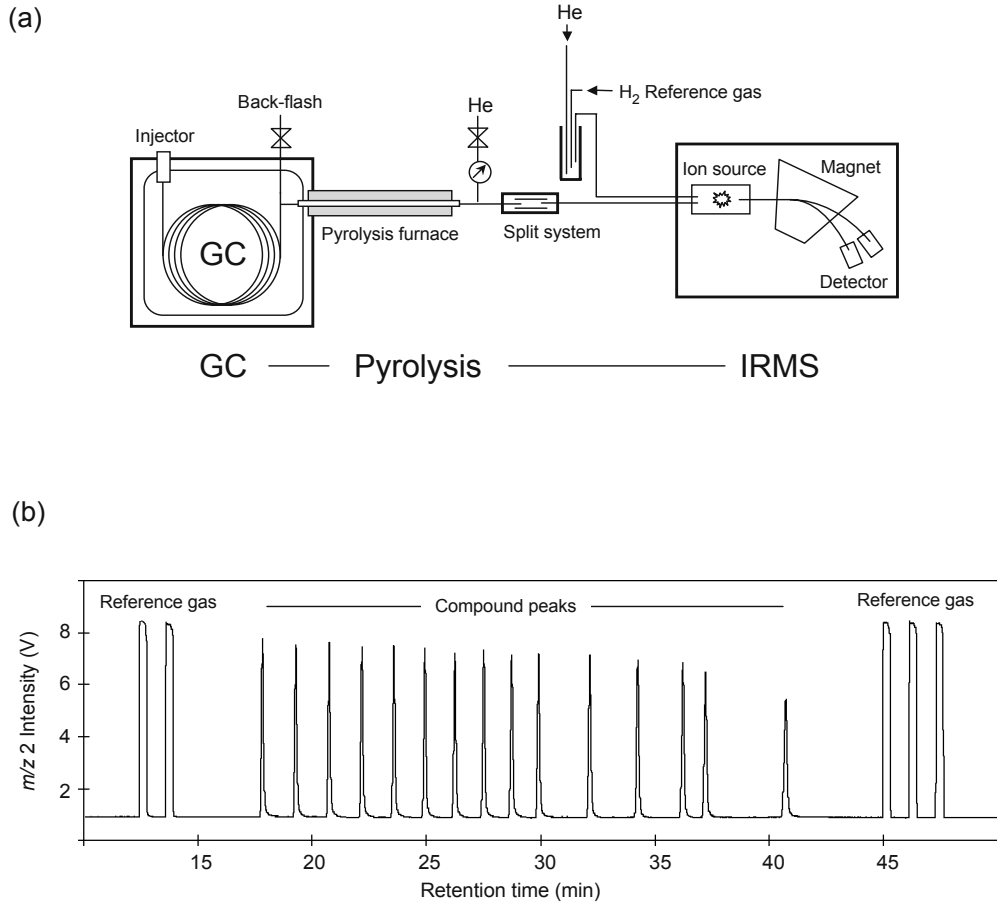 (a)
He
H2 Reference gas
Back-flash
He
Injector
Ion source
Magnet
GC
Pyrolysis furnace
Split system
Detector
GC
Pyrolysis
IRMS
(b)
Reference gas
Compound peaks
Reference gas
8
6
4
2
m/z 2 Intensity (V)
15
20
25
30
35
40
45
Retention time (min)